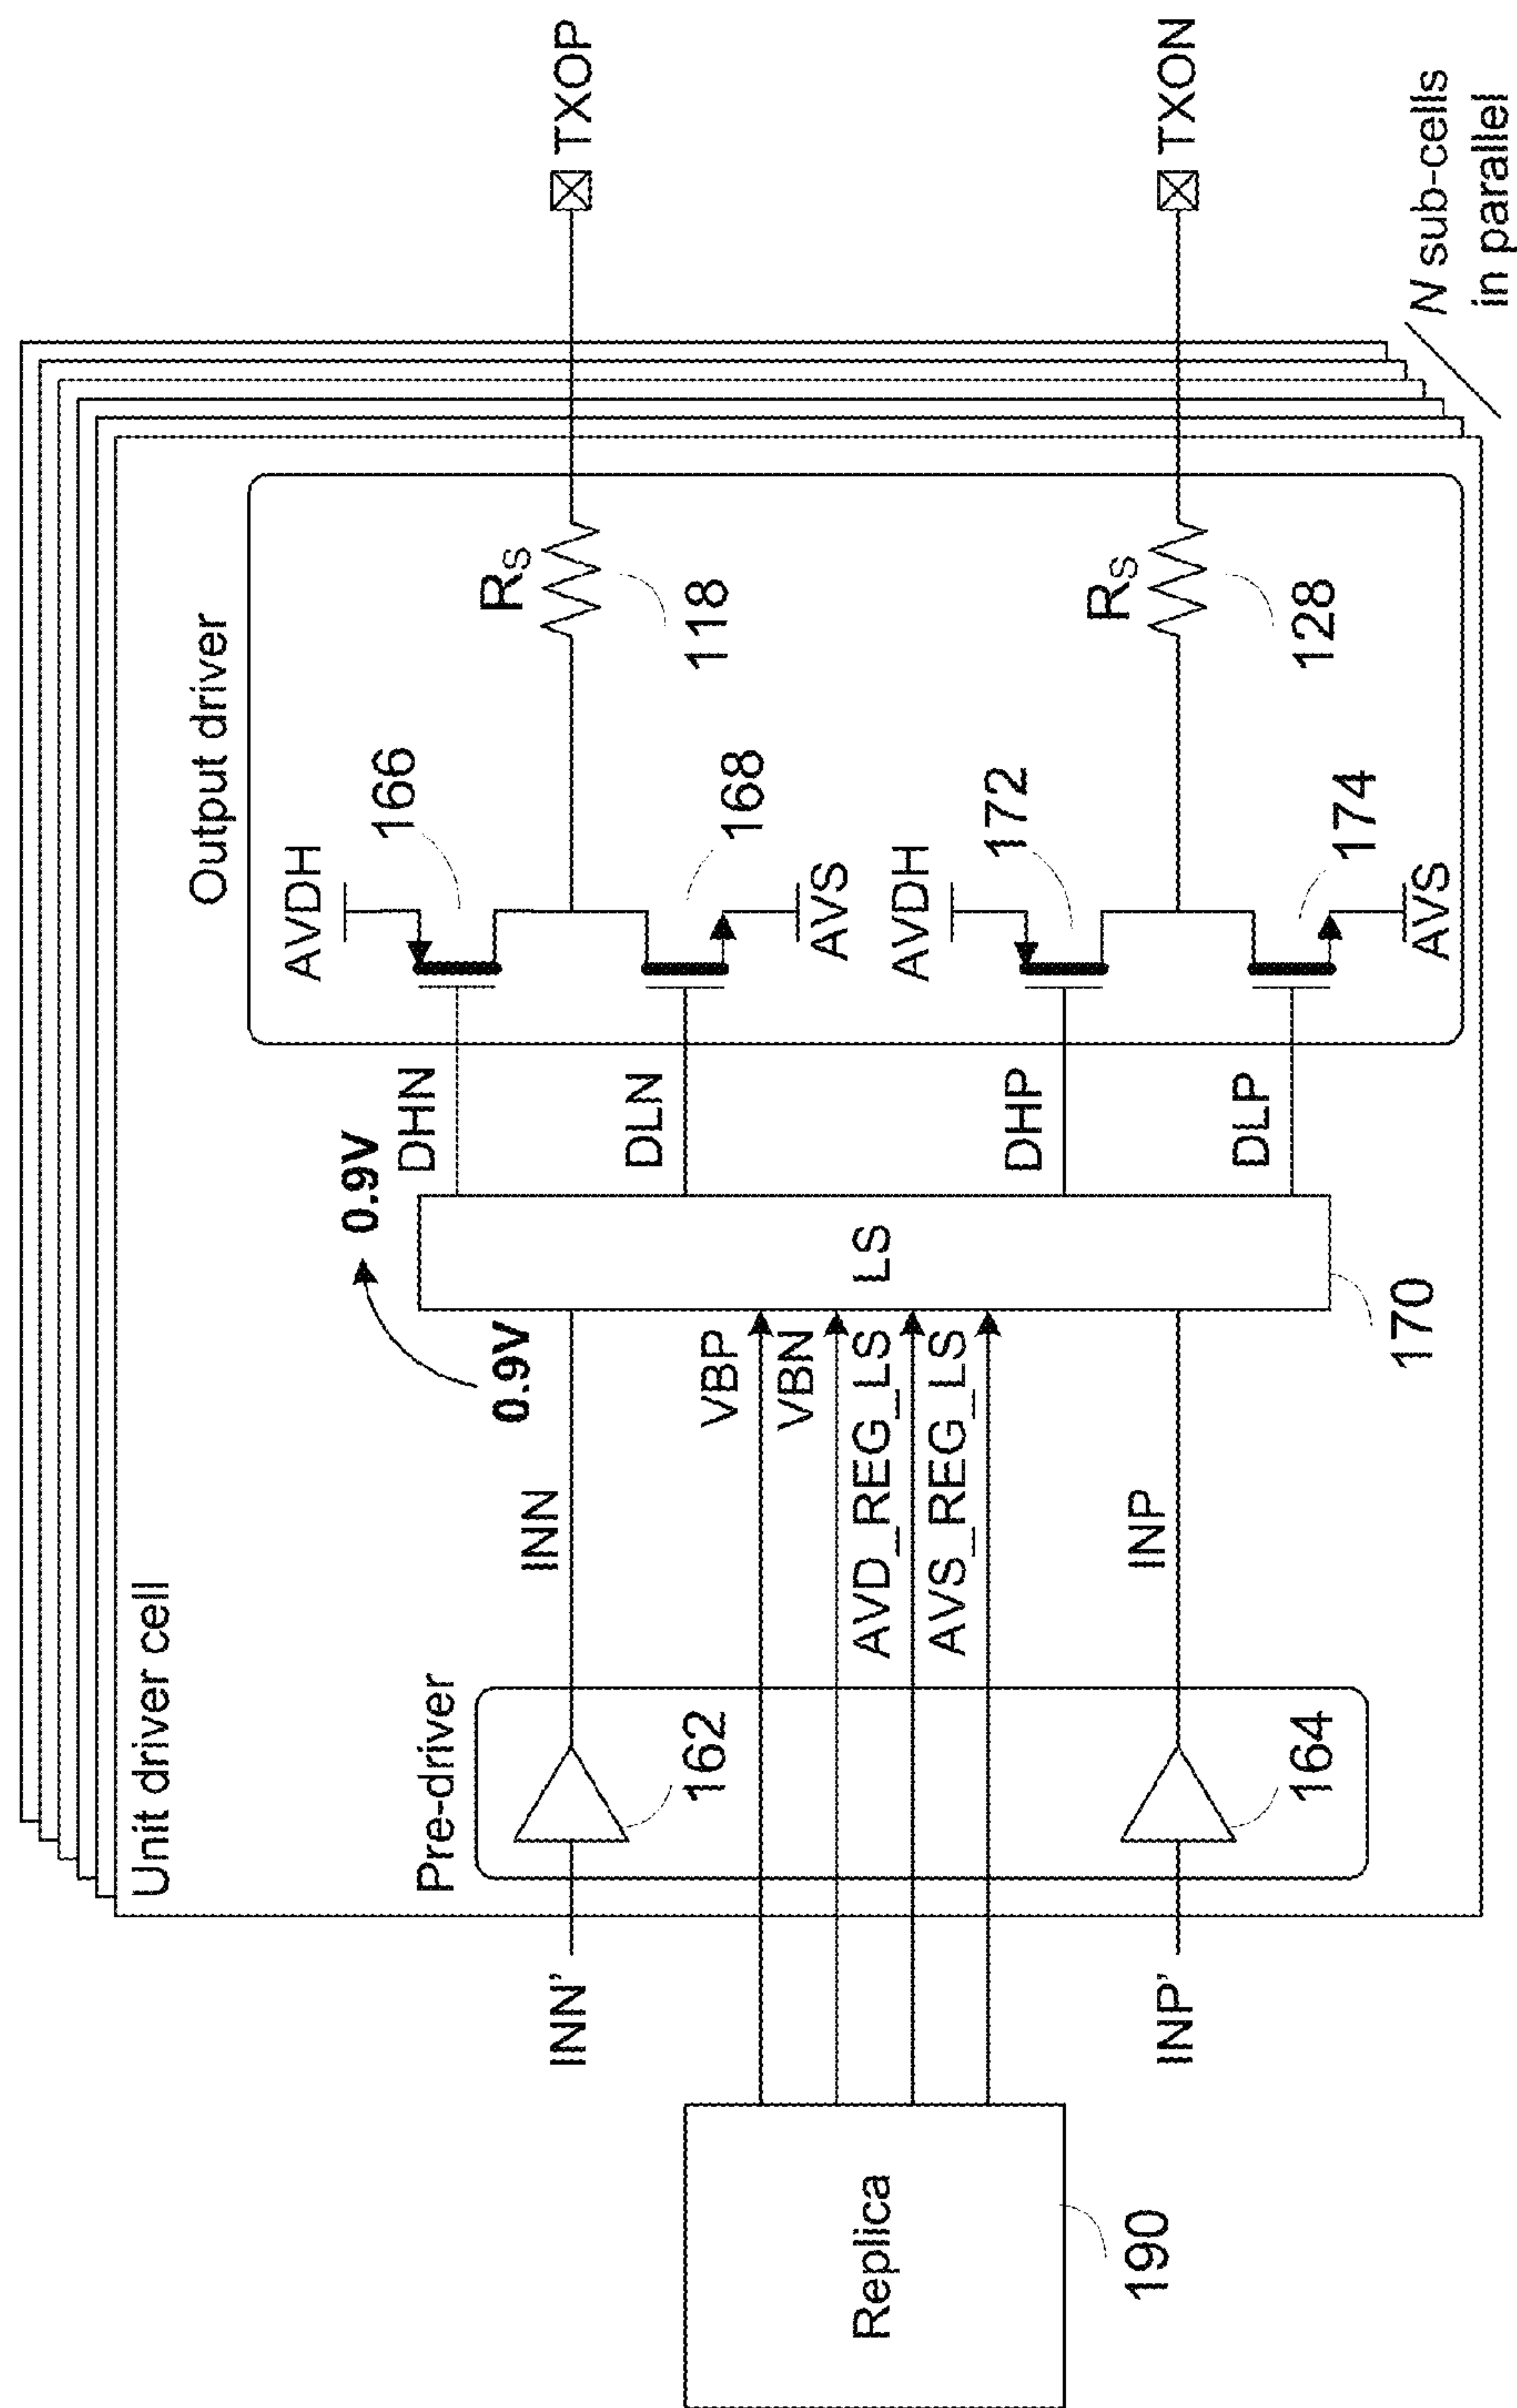 Unit driver cell
Output driver
AVDH
166
DHN
0.9V
0.9V
R_S
TXOP
118
168
DLN
AVS
Pre-driver
INN'
162
INN
VBP
VBN
AVD_REG_LS
AVS_REG_LS
LS
Replica
190
AVDH
172
DHP
R_S
TXON
128
174
DLP
AVS
INP'
164
INP
170
N sub-cells
in parallel